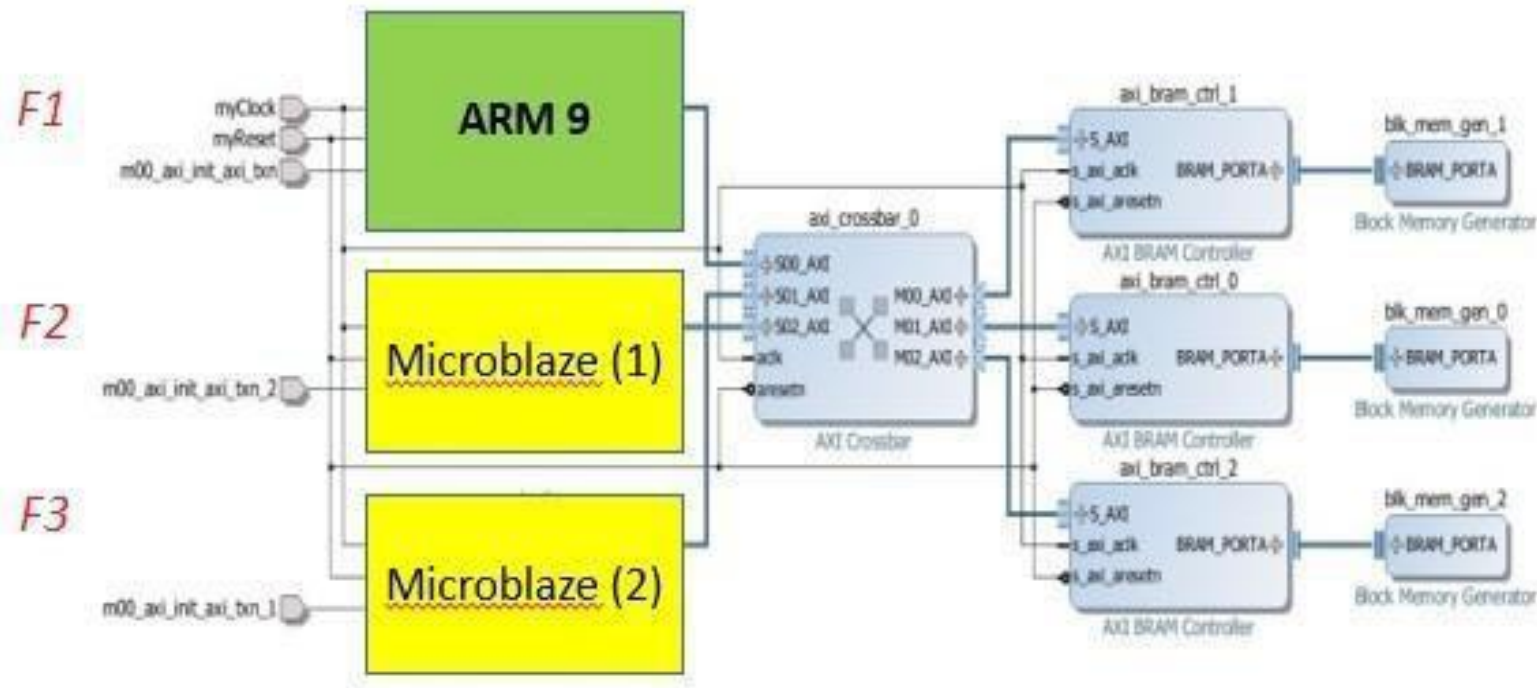 F1
myClock
myReset
m00_axi_init_axi_txn
ARM 9
F2
m00_axi_init_axi_txn_2
Microblaze (1)
F3
m00_axi_init_axi_txn_1
Microblaze (2)
axi_crossbar_0
S00_AXI
S01_AXI
S02_AXI
aclk
aresetn
M00_AXI
M01_AXI
M02_AXI
AXI Crossbar
axi_bram_ctrl_1
S_AXI
s_axi_aclk
s_axi_aresetn
BRAM_PORTA
AXI BRAM Controller
blk_mem_gen_1
BRAM_PORTA
Block Memory Generator
axi_bram_ctrl_0
S_AXI
s_axi_aclk
s_axi_aresetn
BRAM_PORTA
AXI BRAM Controller
blk_mem_gen_0
BRAM_PORTA
Block Memory Generator
axi_bram_ctrl_2
S_AXI
s_axi_aclk
s_axi_aresetn
BRAM_PORTA
AXI BRAM Controller
blk_mem_gen_2
BRAM_PORTA
Block Memory Generator